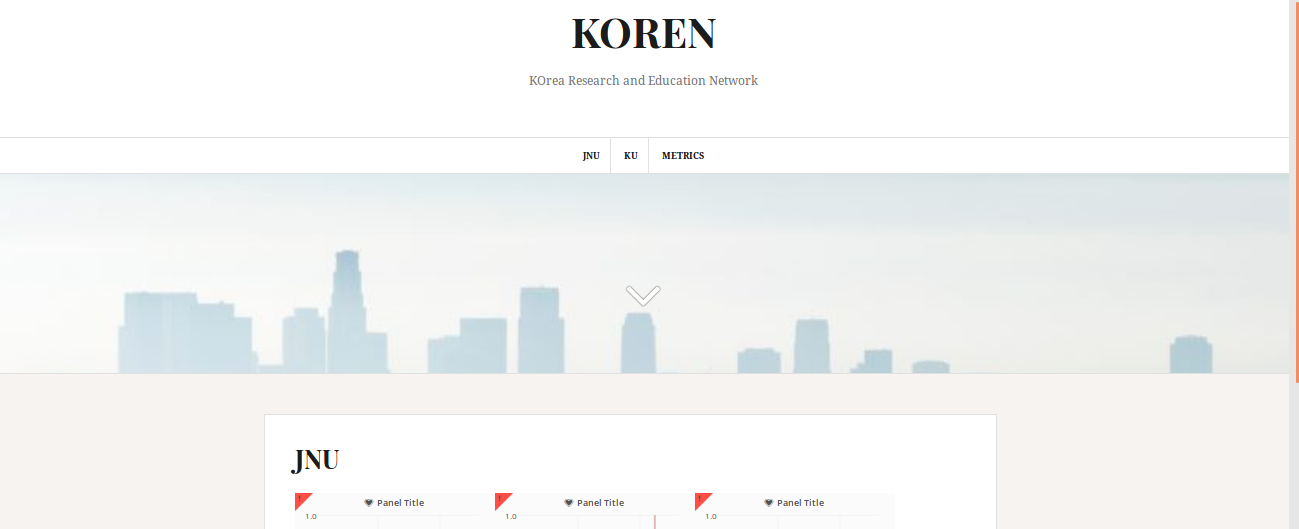 KOREN
KOrea Research and Education Network
JNU KU METRICS
JNU
! Panel Title ! Panel Title ! Panel Title
1.0 1.0 1.0